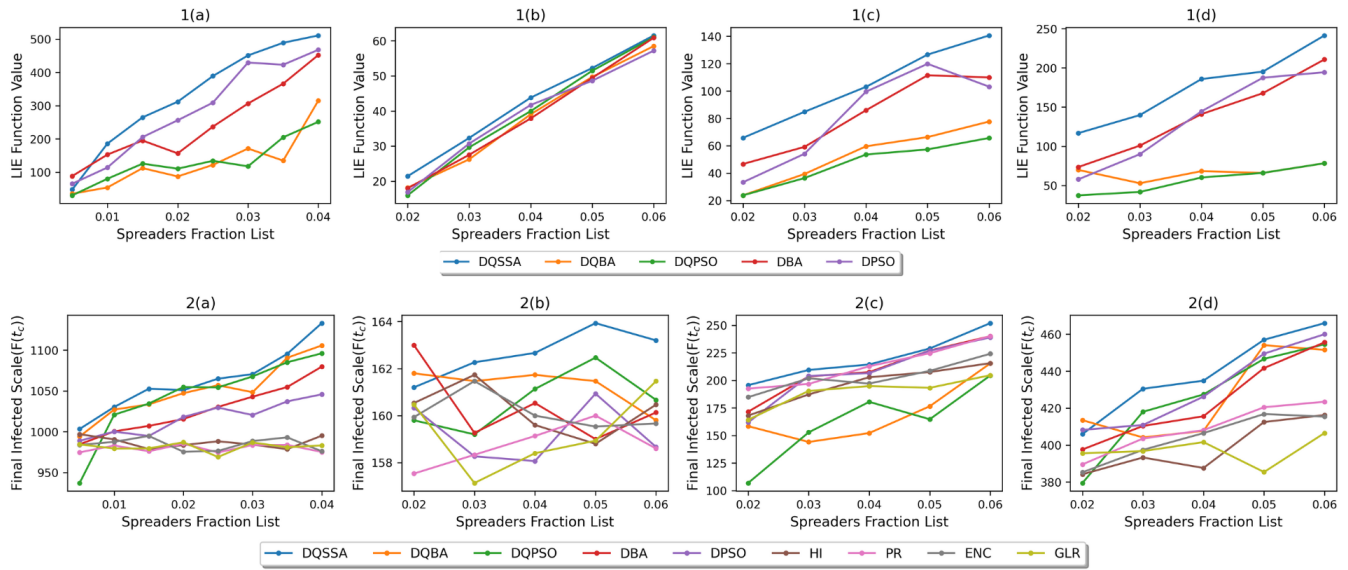 1(a)
LIE Function Value
500
400
300
200
100
0.01 0.02 0.03 0.04
Spreaders Fraction List
1(b)
LIE Function Value
60
50
40
30
20
0.02 0.03 0.04 0.05 0.06
Spreaders Fraction List
1(c)
LIE Function Value
140
120
100
80
60
40
20
0.02 0.03 0.04 0.05 0.06
Spreaders Fraction List
1(d)
LIE Function Value
250
200
150
100
50
0.02 0.03 0.04 0.05 0.06
Spreaders Fraction List
DQSSA DQBA DQPSO DBA DPSO
2(a)
Final Infected Scale(F(t_c))
1100
1050
1000
950
0.01 0.02 0.03 0.04
Spreaders Fraction List
2(b)
Final Infected Scale(F(t_c))
164
162
160
158
0.02 0.03 0.04 0.05 0.06
Spreaders Fraction List
2(c)
Final Infected Scale(F(t_c))
250
225
200
175
150
125
100
0.02 0.03 0.04 0.05 0.06
Spreaders Fraction List
2(d)
Final Infected Scale(F(t_c))
460
440
420
400
380
0.02 0.03 0.04 0.05 0.06
Spreaders Fraction List
DQSSA DQBA DQPSO DBA DPSO HI PR ENC GLR